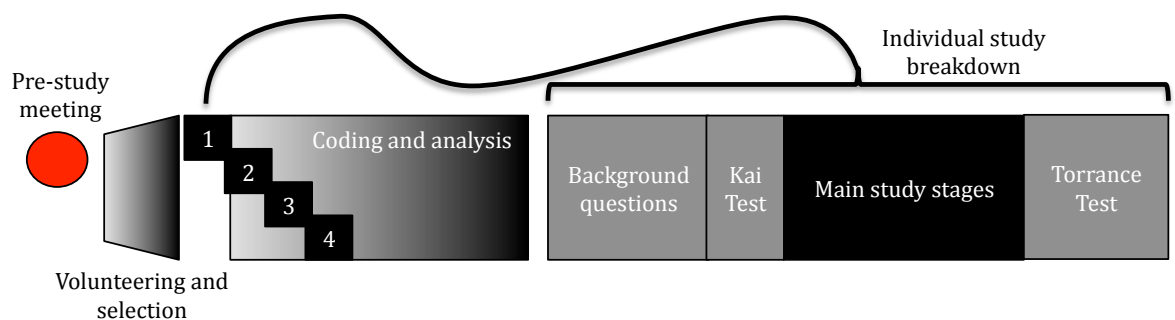 Pre-study
meeting
Volunteering and
selection
1
2
3
4
Coding and analysis
Individual study
breakdown
Background
questions
Kai
Test
Main study stages
Torrance
Test